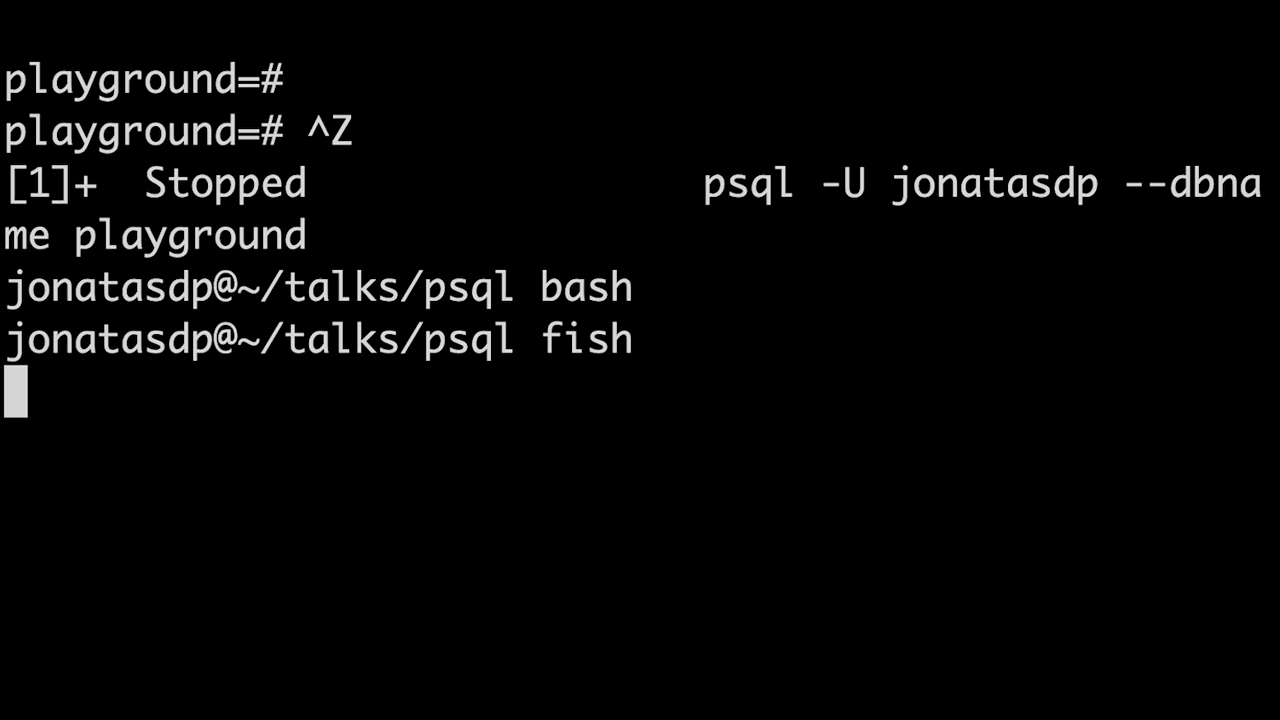 playground=#
playground=# ^Z
[1]+  Stopped                 psql -U jonatasdp --dbna
me playground
jonatasdp@~/talks/psql bash
jonatasdp@~/talks/psql fish